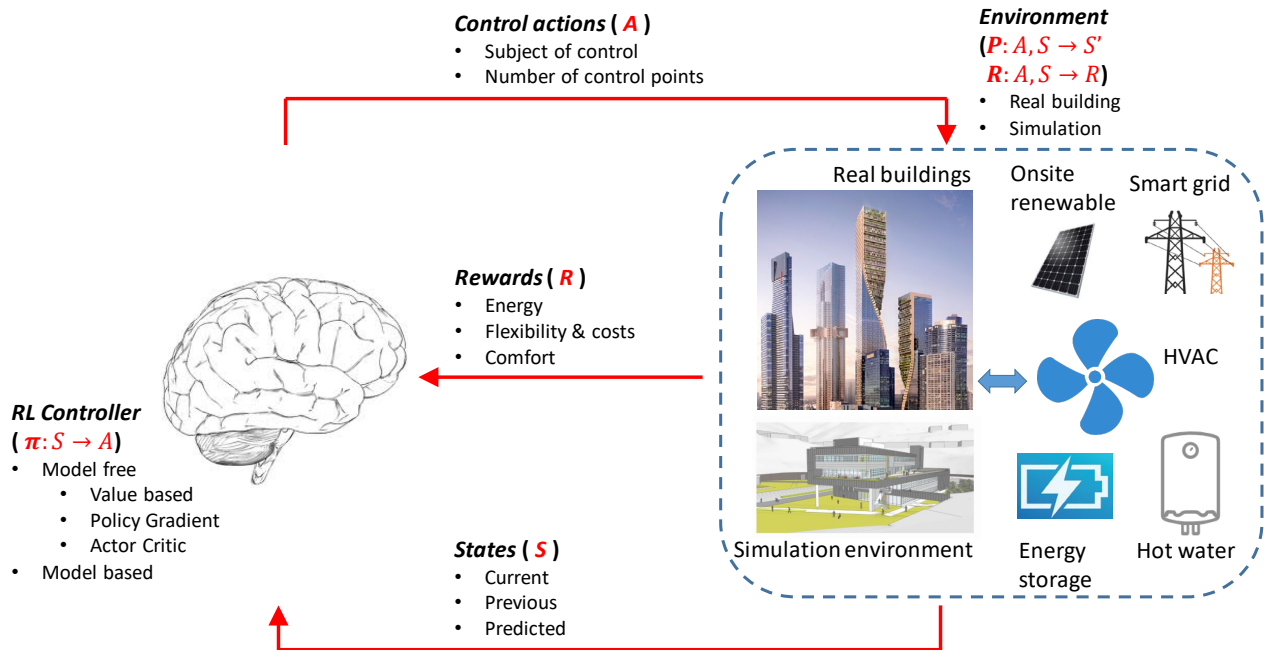 Control actions ( A )
• Subject of control
• Number of control points
Environment
(P: A, S → S’
R: A, S → R)
• Real building
• Simulation
Real buildings
Onsite
renewable
Smart grid
Rewards ( R )
• Energy
• Flexibility & costs
• Comfort
HVAC
RL Controller
( π: S → A)
• Model free
• Value based
• Policy Gradient
• Actor Critic
• Model based
States ( S )
• Current
• Previous
• Predicted
Simulation environment
Energy
storage
Hot water